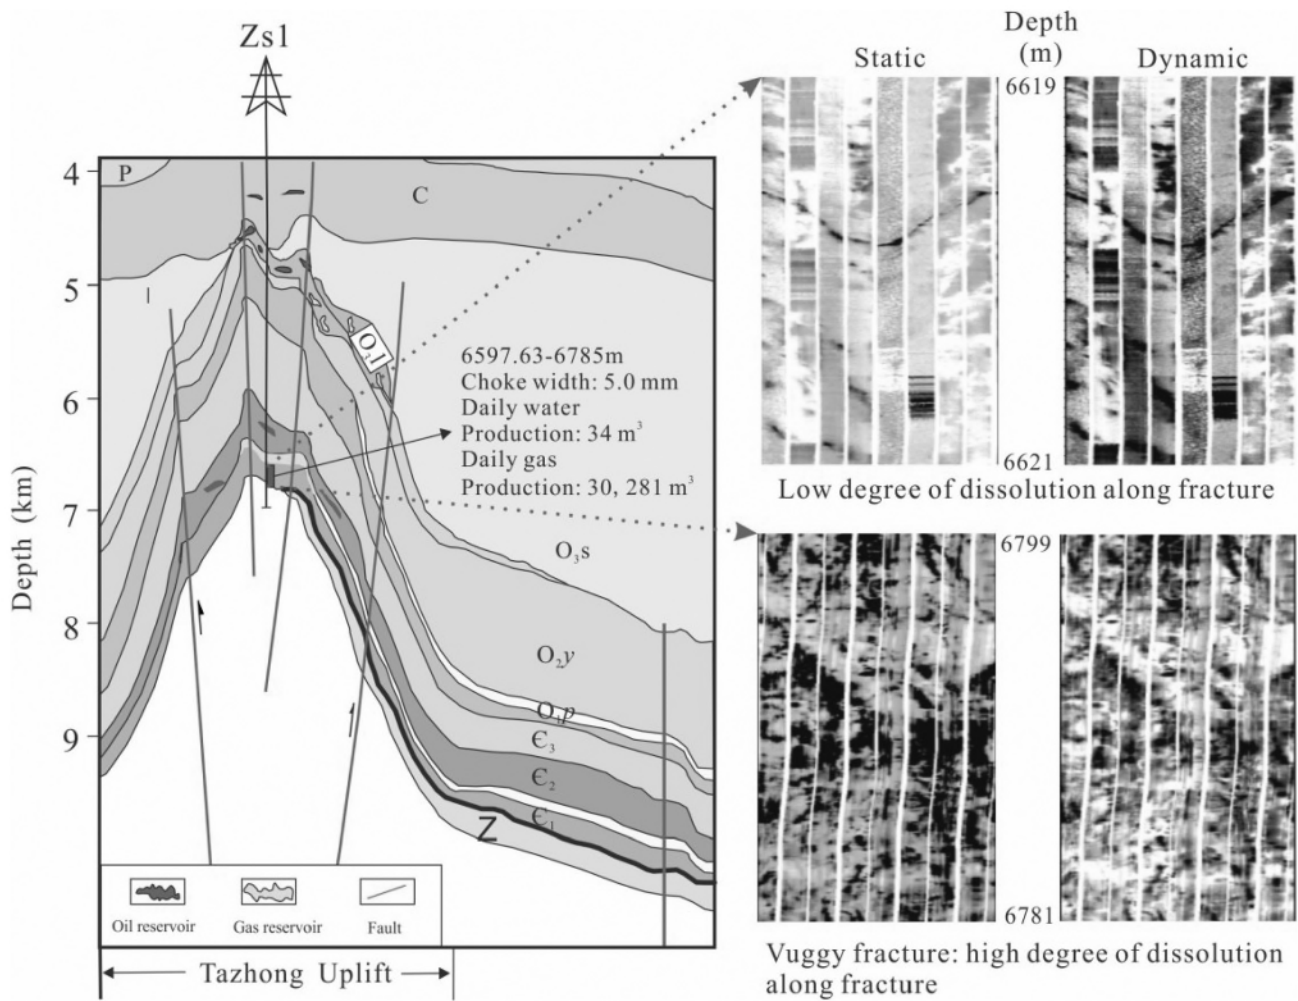 Zs1
4
5
6
7
8
9
Depth (km)
P
C
O₃l
6597.63-6785m
Choke width: 5.0 mm
Daily water
Production: 34 m³
Daily gas
Production: 30, 281 m³
O₃s
O₂y
O₁p
Є₃
Є₂
Є₁
Z
Oil reservoir
Gas reservoir
Fault
Tazhong Uplift
Static
Depth
(m)
Dynamic
6619
6621
Low degree of dissolution along fracture
6799
6781
Vuggy fracture: high degree of dissolution
along fracture